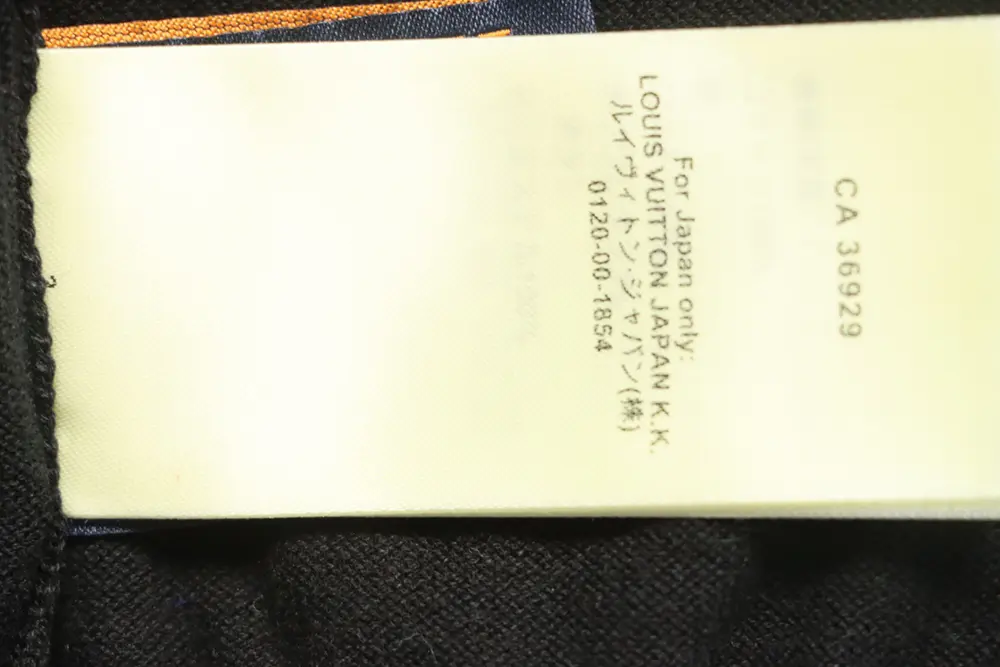 CA 36929
For Japan only:
LOUIS VUITTON JAPAN K.K.
ルイヴィトン・ジャパン(株)
0120-00-1854